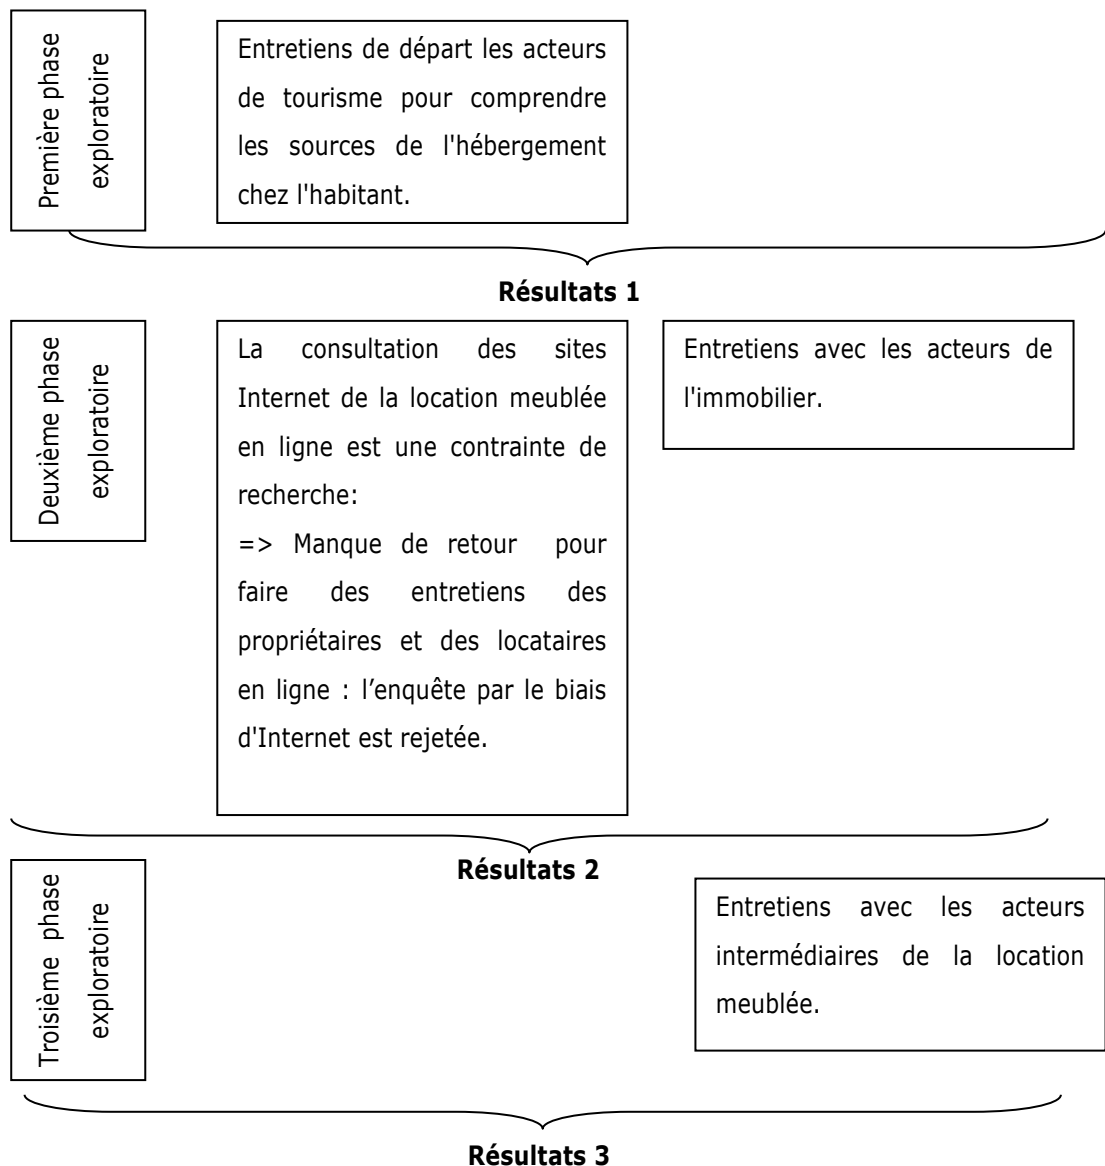 Première phase
exploratoire
Entretiens de départ les acteurs
de tourisme pour comprendre
les sources de l'hébergement
chez l'habitant.
Résultats 1
Deuxième phase
exploratoire
La consultation des sites
Internet de la location meublée
en ligne est une contrainte de
recherche:
=> Manque de retour pour
faire des entretiens des
propriétaires et des locataires
en ligne : l’enquête par le biais
d'Internet est rejetée.
Entretiens avec les acteurs de
l'immobilier.
Résultats 2
Troisième phase
exploratoire
Entretiens avec les acteurs
intermédiaires de la location
meublée.
Résultats 3